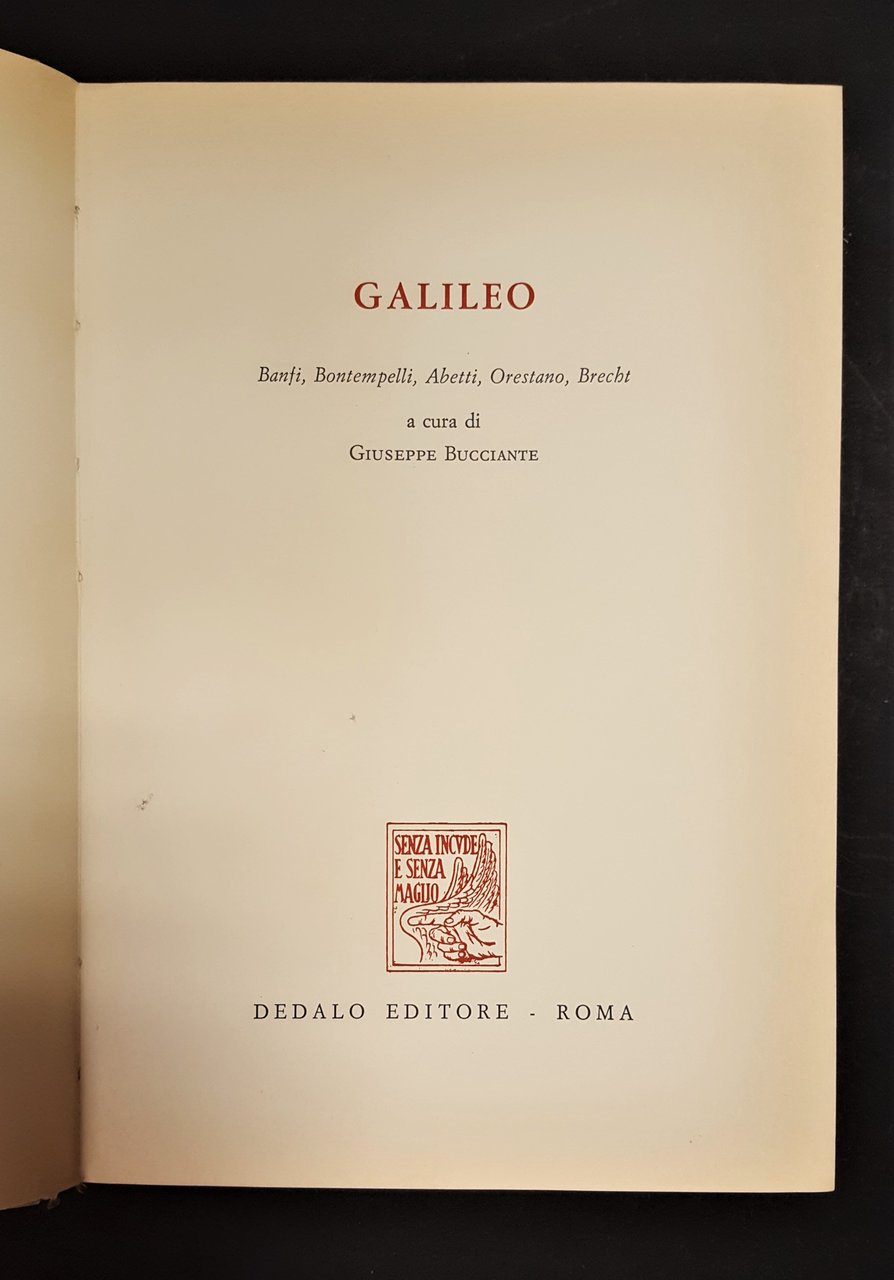 GALILEO
Banfi, Bontempelli, Abetti, Orestano, Brecht
a cura di
GIUSEPPE BUCCIANTE
SENZA INCVDE
E SENZA
MAGLIO
DEDALO EDITORE - ROMA